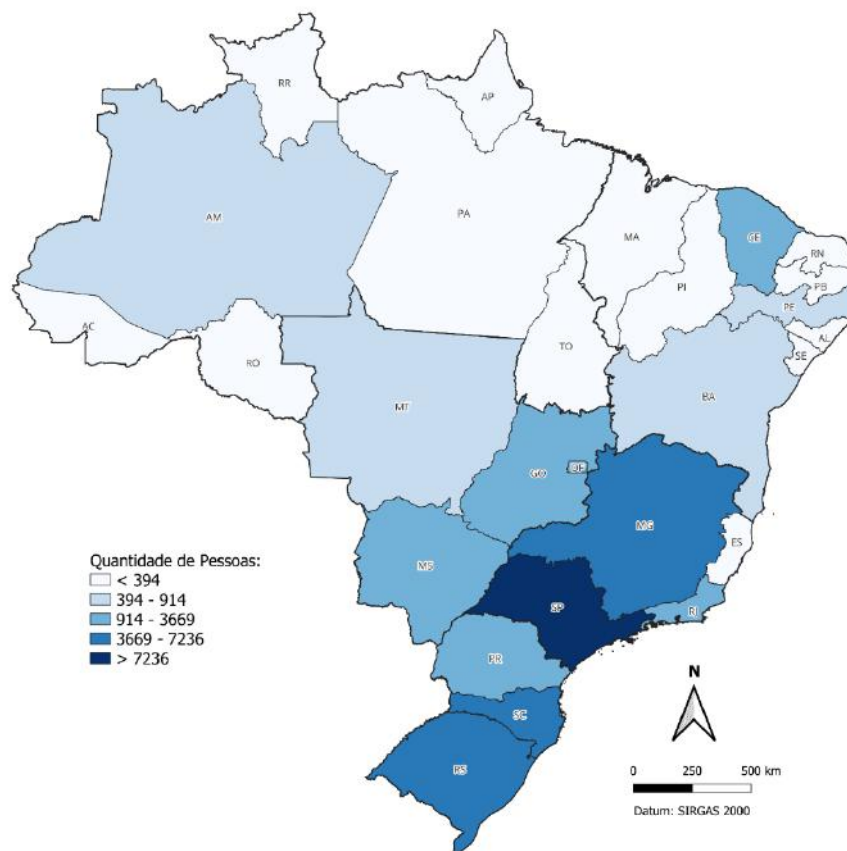 RR
AP
AM
PA
MA
CE
RN
PI
PB
PE
AC
AL
TO
SE
RO
BA
MT
DF
GO
MG
ES
MS
SP
RJ
PR
SC
RS
Quantidade de Pessoas:
< 394
394 - 914
914 - 3669
3669 - 7236
> 7236
N
0 250 500 km
Datum: SIRGAS 2000